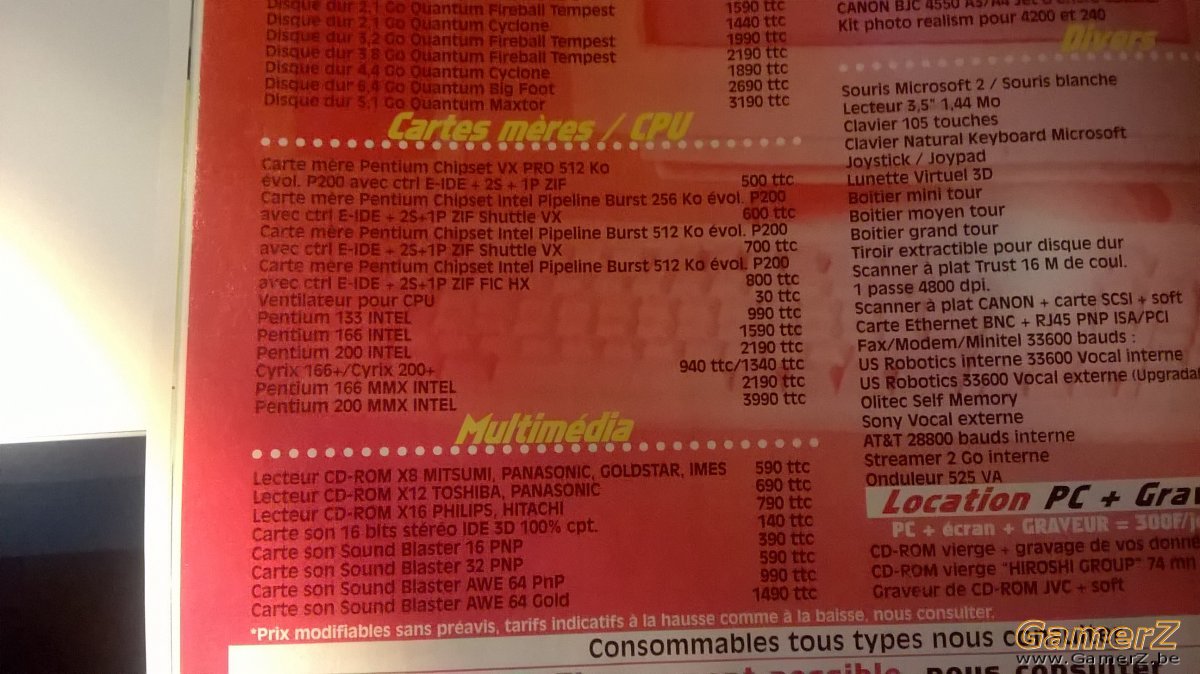 Disque dur 2,1 Go Quantum Fireball Tempest 1590 ttc
Disque dur 2,1 Go Quantum Cyclone 1440 ttc
Disque dur 3,2 Go Quantum Fireball Tempest 1990 ttc
Disque dur 3,8 Go Quantum Fireball Tempest 2190 ttc
Disque dur 4,4 Go Quantum Cyclone 1890 ttc
Disque dur 6,4 Go Quantum Big Foot 2690 ttc
Disque dur 5,1 Go Quantum Maxtor 3190 ttc
Cartes mères / CPU
Carte mère Pentium Chipset VX PRO 512 Ko
évol. P200 avec ctrl E-IDE + 2S + 1P ZIF 500 ttc
Carte mère Pentium Chipset Intel Pipeline Burst 256 Ko évol. P200
avec ctrl E-IDE + 2S+1P ZIF Shuttle VX 600 ttc
Carte mère Pentium Chipset Intel Pipeline Burst 512 Ko évol. P200
avec ctrl E-IDE + 2S+1P ZIF Shuttle VX 700 ttc
Carte mère Pentium Chipset Intel Pipeline Burst 512 Ko évol. P200
avec ctrl E-IDE + 2S+1P ZIF FIC HX 800 ttc
Ventilateur pour CPU 30 ttc
Pentium 133 INTEL 990 ttc
Pentium 166 INTEL 1590 ttc
Pentium 200 INTEL 2190 ttc
Cyrix 166+/Cyrix 200+ 940 ttc/1340 ttc
Pentium 166 MMX INTEL 2190 ttc
Pentium 200 MMX INTEL 3990 ttc
Multimédia
Lecteur CD-ROM X8 MITSUMI, PANASONIC, GOLDSTAR, IMES 590 ttc
Lecteur CD-ROM X12 TOSHIBA, PANASONIC 690 ttc
Lecteur CD-ROM X16 PHILIPS, HITACHI 790 ttc
Carte son 16 bits stéréo IDE 3D 100% cpt. 140 ttc
Carte son Sound Blaster 16 PNP 390 ttc
Carte son Sound Blaster 32 PNP 590 ttc
Carte son Sound Blaster AWE 64 PnP 990 ttc
Carte son Sound Blaster AWE 64 Gold 1490 ttc
*Prix modifiables sans préavis, tarifs indicatifs à la hausse comme à la baisse, nous consulter.
Consommables tous types nous consulter
nous consulter
CANON BJC 4550 A3/A4
Kit photo realism pour 4200 et 240
Divers
Souris Microsoft 2 / Souris blanche
Lecteur 3,5" 1,44 Mo
Clavier 105 touches
Clavier Natural Keyboard Microsoft
Joystick / Joypad
Lunette Virtuel 3D
Boitier mini tour
Boitier moyen tour
Boitier grand tour
Tiroir extractible pour disque dur
Scanner à plat Trust 16 M de coul.
1 passe 4800 dpi.
Scanner à plat CANON + carte SCSI + soft
Carte Ethernet BNC + RJ45 PNP ISA/PCI
Fax/Modem/Minitel 33600 bauds :
US Robotics interne 33600 Vocal interne
US Robotics 33600 Vocal externe (Upgradab
Olitec Self Memory
Sony Vocal externe
AT&T 28800 bauds interne
Streamer 2 Go interne
Onduleur 525 VA
Location PC + Grav
PC + écran + GRAVEUR = 300F/
CD-ROM vierge + gravage de vos donné
CD-ROM vierge "HIROSHI GROUP" 74 mn
Graveur de CD-ROM JVC + soft
GamerZ
www.GamerZ.be